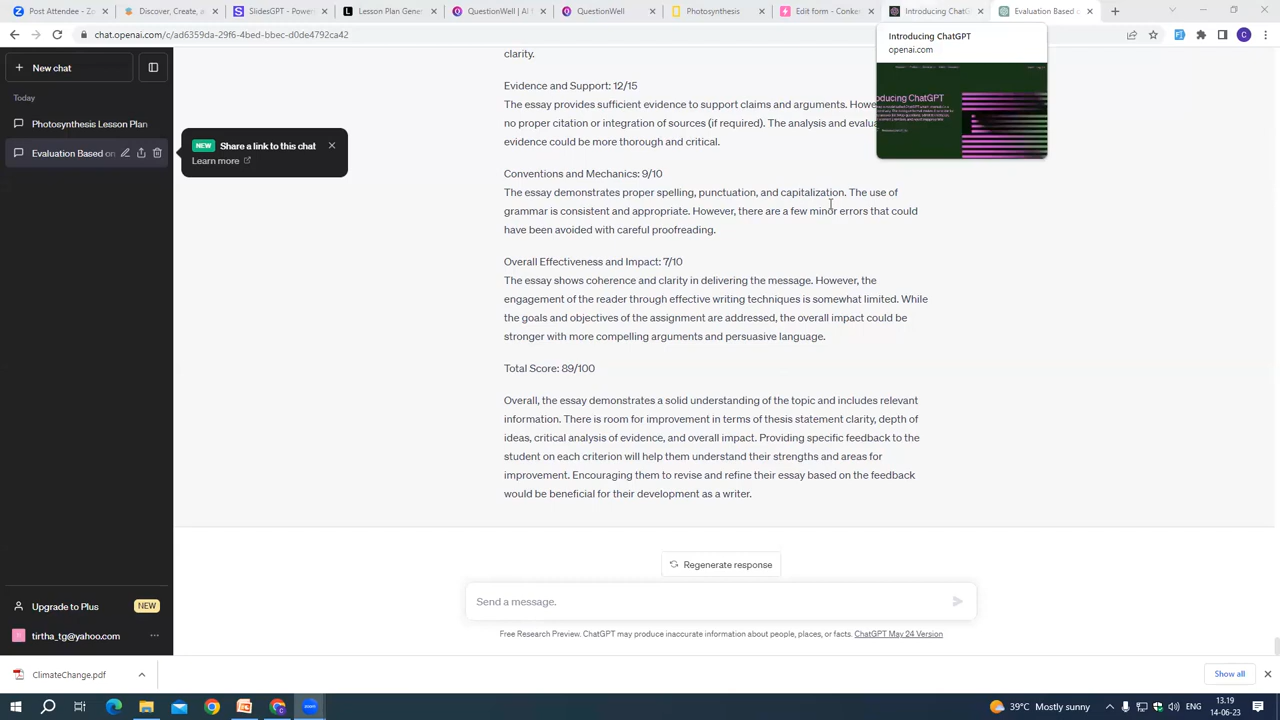 Post Attendee - Zo
Discover, Create, a
SlidesGPT - Powers
Lesson Plan Genera
QuestionWell | AI
QuestionWell
Photosynthesis
Edit form - Conke
Introducing ChatG
Evaluation Based o
chat.openai.com/c/ad6359da-29f6-4bed-bbec-d0de4792ca42
C
Introducing ChatGPT
openai.com
oducing ChatGPT
New chat
Today
Photosynthesis Rap Anthem
Evaluation Based on
NEW Share a link to chat
Learn more
clarity.
Evidence and Support: 12/15
The essay provides sufficient evidence to support claims and arguments. Howe
proper citation or integration of sources (if required). The analysis and evalua
evidence could be more thorough and critical.
Conventions and Mechanics: 9/10
The essay demonstrates proper spelling, punctuation, and capitalization. The use of
grammar is consistent and appropriate. However, there are a few minor errors that could
have been avoided with careful proofreading.
Overall Effectiveness and Impact: 7/10
The essay shows coherence and clarity in delivering the message. However, the
engagement of the reader through effective writing techniques is somewhat limited. While
the goals and objectives of the assignment are addressed, the overall impact could be
stronger with more compelling arguments and persuasive language.
Total Score: 89/100
Overall, the essay demonstrates a solid understanding of the topic and includes relevant
information. There is room for improvement in terms of thesis statement clarity, depth of
ideas, critical analysis of evidence, and overall impact. Providing specific feedback to the
student on each criterion will help them understand their strengths and areas for
improvement. Encouraging them to revise and refine their essay based on the feedback
would be beneficial for their development as a writer.
Regenerate response
Send a message.
Free Research Preview. ChatGPT may produce inaccurate information about people, places, or facts. ChatGPT May 24 Version
Upgrade to Plus NEW
tirtha_tg@yahoo.com
ClimateChange.pdf
Show all
39°C Mostly sunny
ENG
13.19
14-06-23